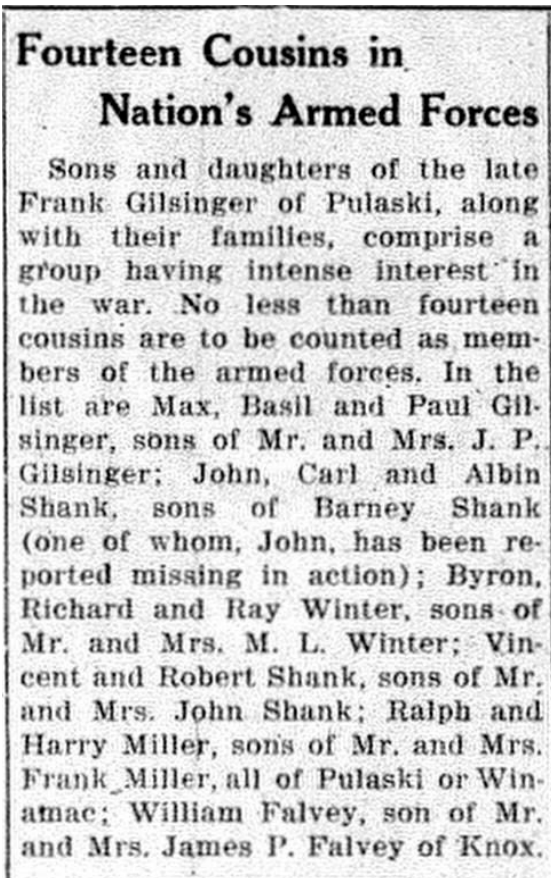 Fourteen Cousins in
Nation's Armed Forces
Sons and daughters of the late
Frank Gilsinger of Pulaski, along
with their families, comprise a
group having intense interest in
the war. No less than fourteen
cousins are to be counted as mem-
bers of the armed forces. In the
list are Max, Basil and Paul Gil-
singer, sons of Mr. and Mrs. J. P.
Gilsinger; John, Carl and Albin
Shank, sons of Barney Shank
(one of whom, John, has been re-
ported missing in action); Byron,
Richard and Ray Winter, sons of
Mr. and Mrs. M. L. Winter; Vin-
cent and Robert Shank, sons of Mr.
and Mrs. John Shank; Ralph and
Harry Miller, sons of Mr. and Mrs.
Frank Miller, all of Pulaski or Win-
amac; William Falvey, son of Mr.
and Mrs. James P. Falvey of Knox.